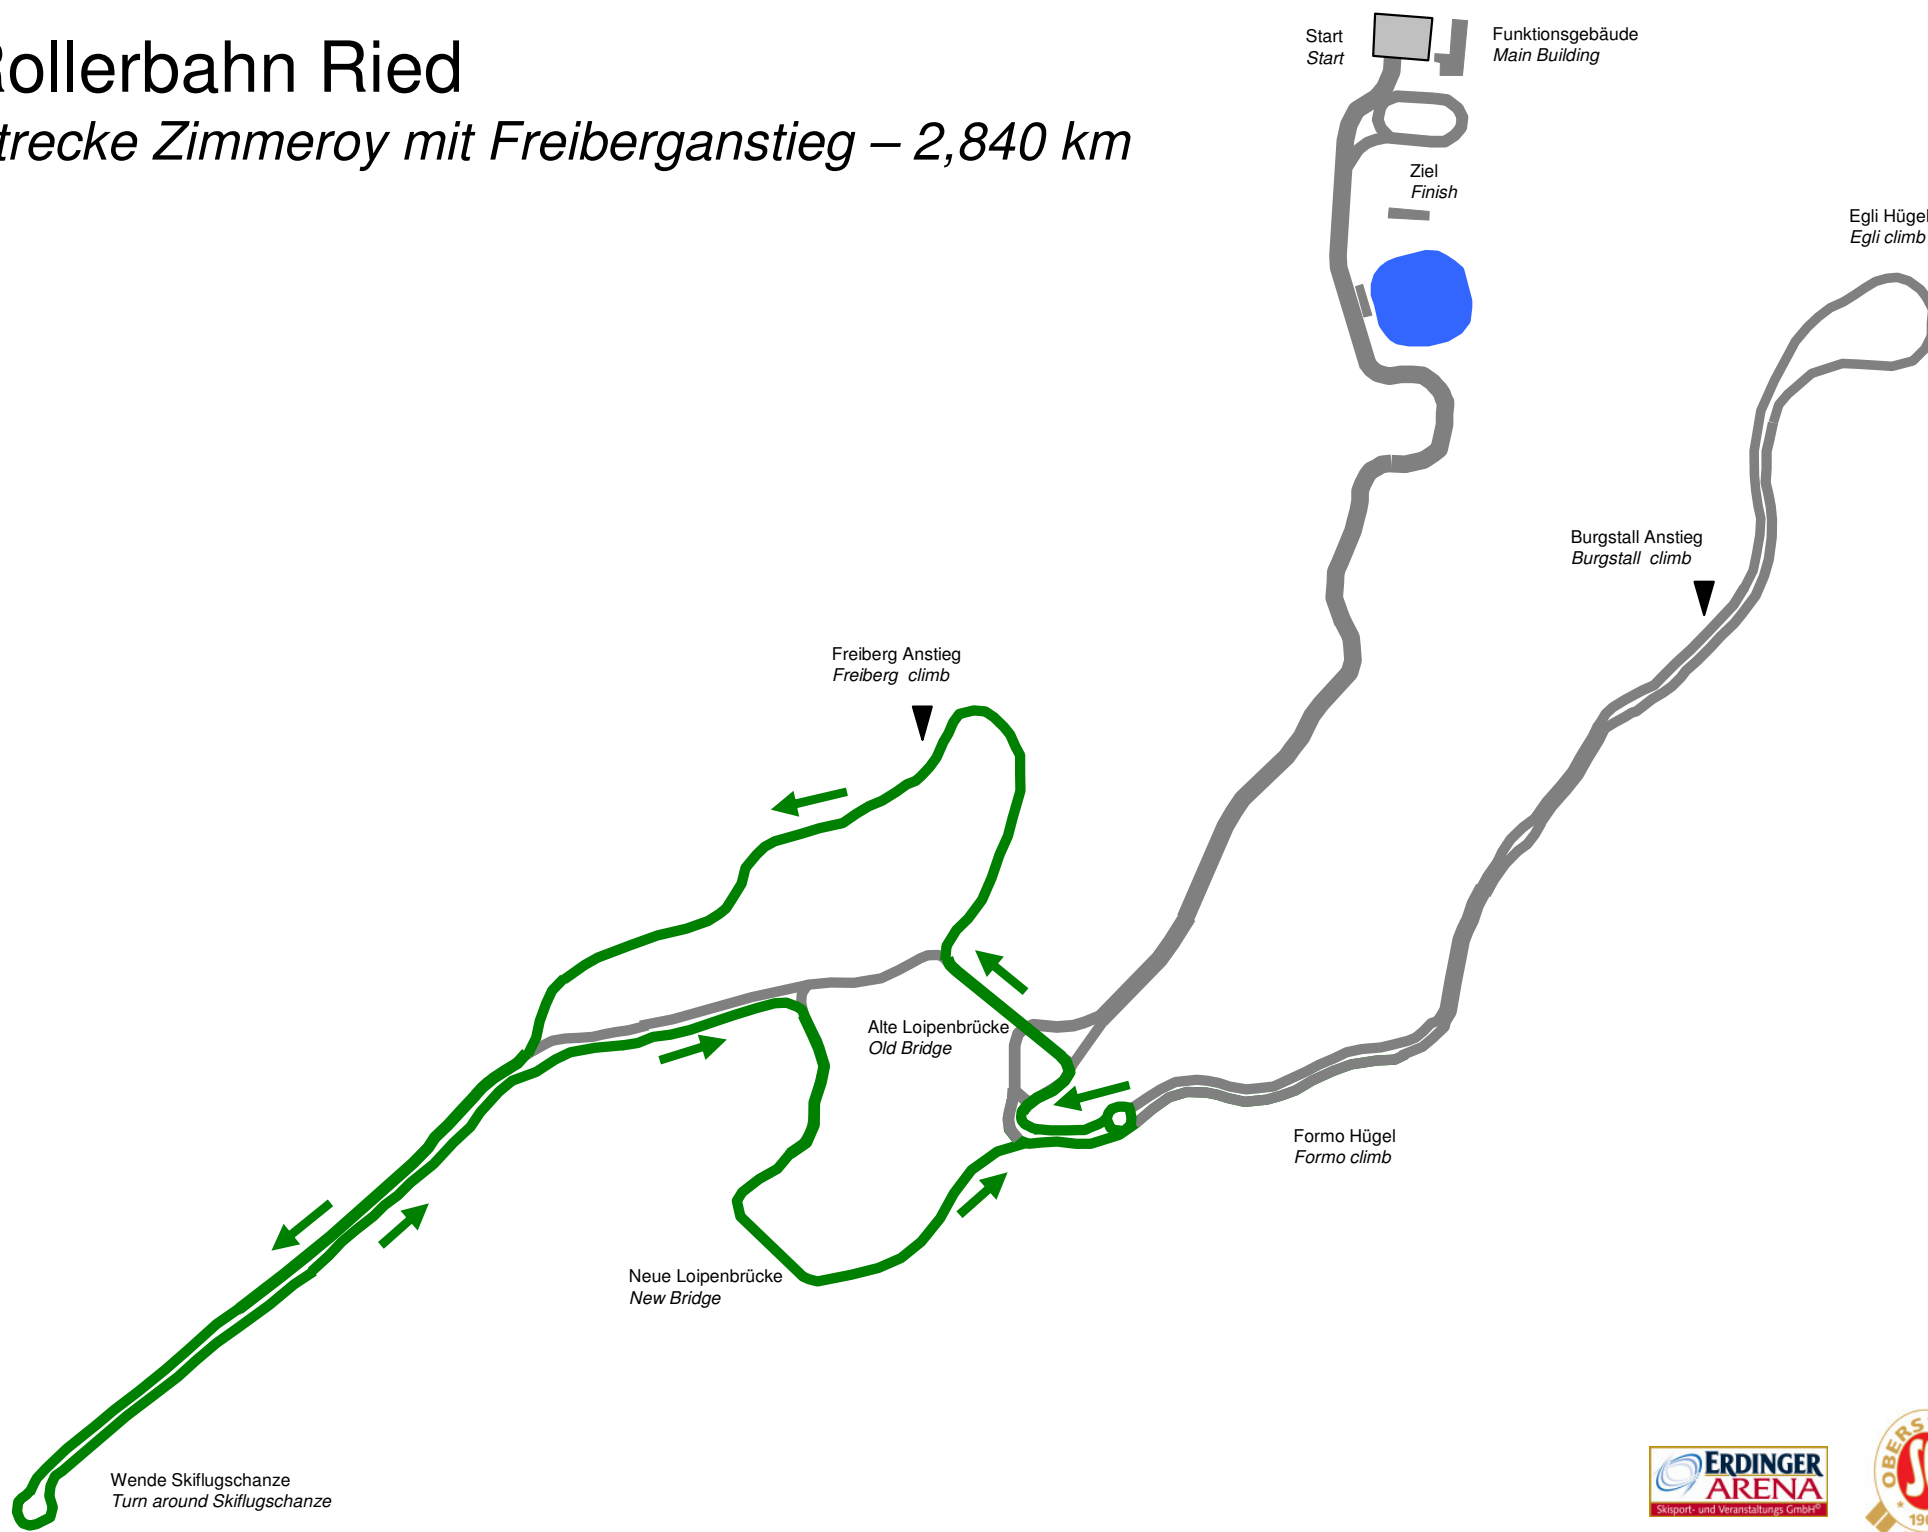 ollerbahn Ried
trecke Zimmeroy mit Freiberganstieg – 2,840 km
Start
Start
Funktionsgebäude
Main Building
Ziel
Finish
Egli Hügel
Egli climb
Burgstall Anstieg
Burgstall climb
Freiberg Anstieg
Freiberg climb
Alte Loipenbrücke
Old Bridge
Formo Hügel
Formo climb
Neue Loipenbrücke
New Bridge
Wende Skiflugschanze
Turn around Skiflugschanze
ERDINGER
ARENA
Skisport- und Veranstaltungs GmbH©
OBERS
S
190